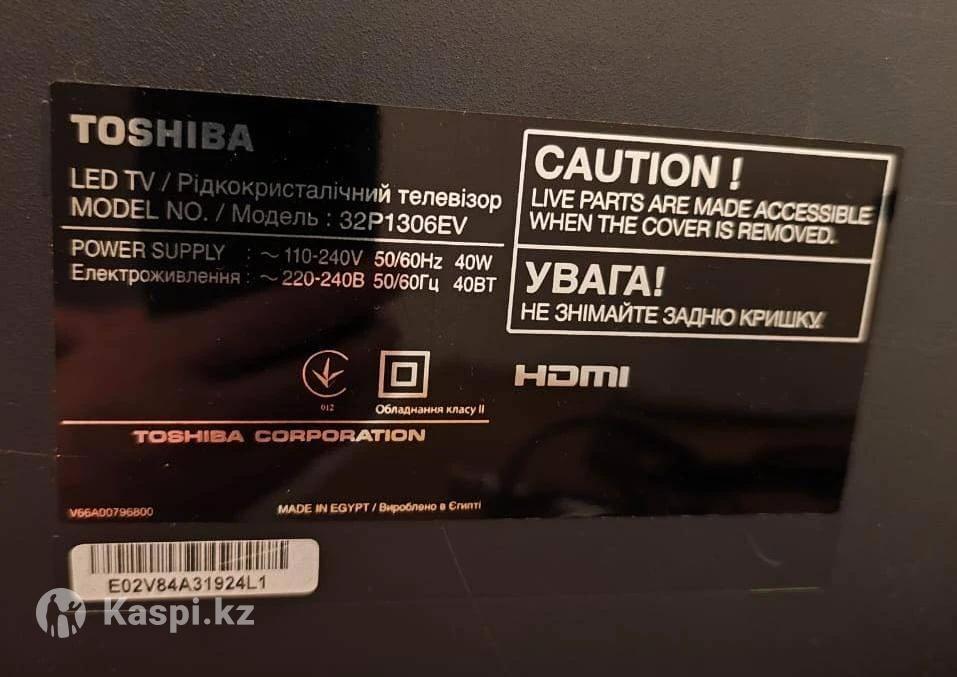 TOSHIBA
LED TV / Рідкокристалічний телевізор
MODEL NO. / Модель : 32P1306EV
POWER SUPPLY : ~ 110-240V 50/60Hz 40W
Електроживлення : ~ 220-240В 50/60Гц 40ВТ
012
Обладнання класу II
TOSHIBA CORPORATION
V66A00796800
MADE IN EGYPT / Вироблено в Єгипті
CAUTION !
LIVE PARTS ARE MADE ACCESSIBLE
WHEN THE COVER IS REMOVED.
УВАГА!
НЕ ЗНІМАЙТЕ ЗАДНЮ КРИШКУ.
HDMI
E02V84A31924L1
Kaspi.kz